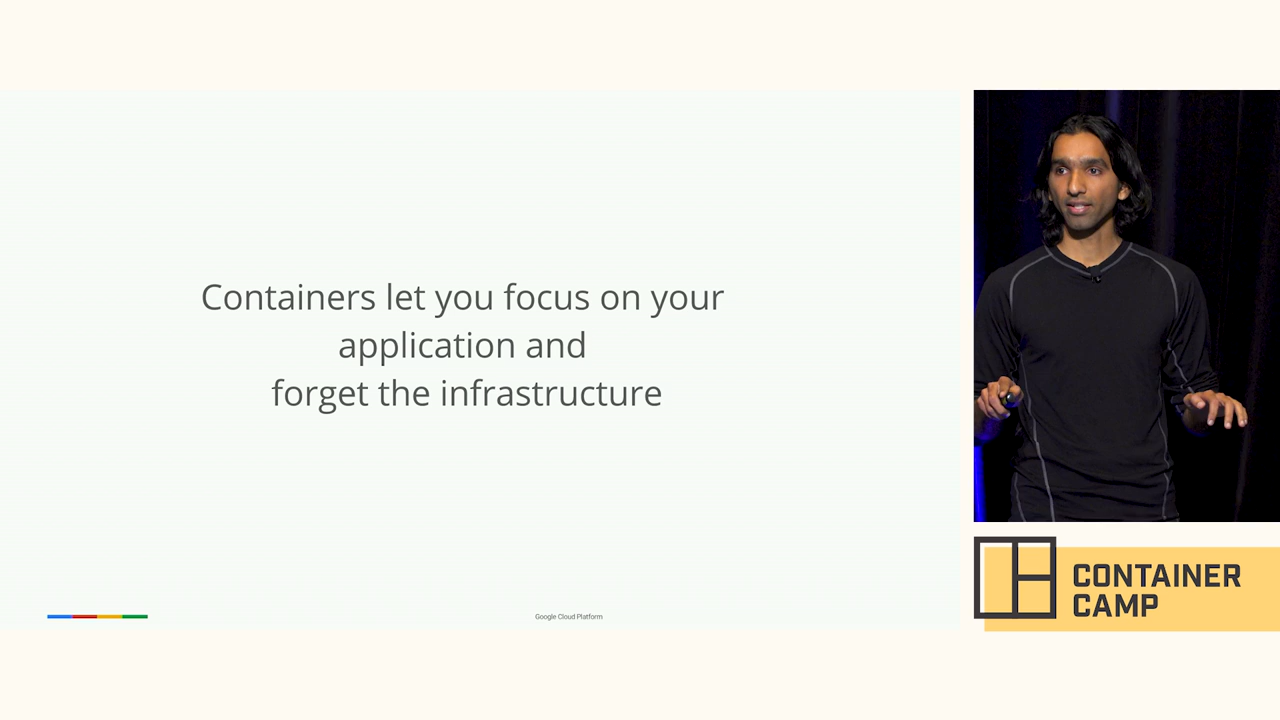 Containers let you focus on your
application and
forget the infrastructure
Google Cloud Platform
CONTAINER
CAMP